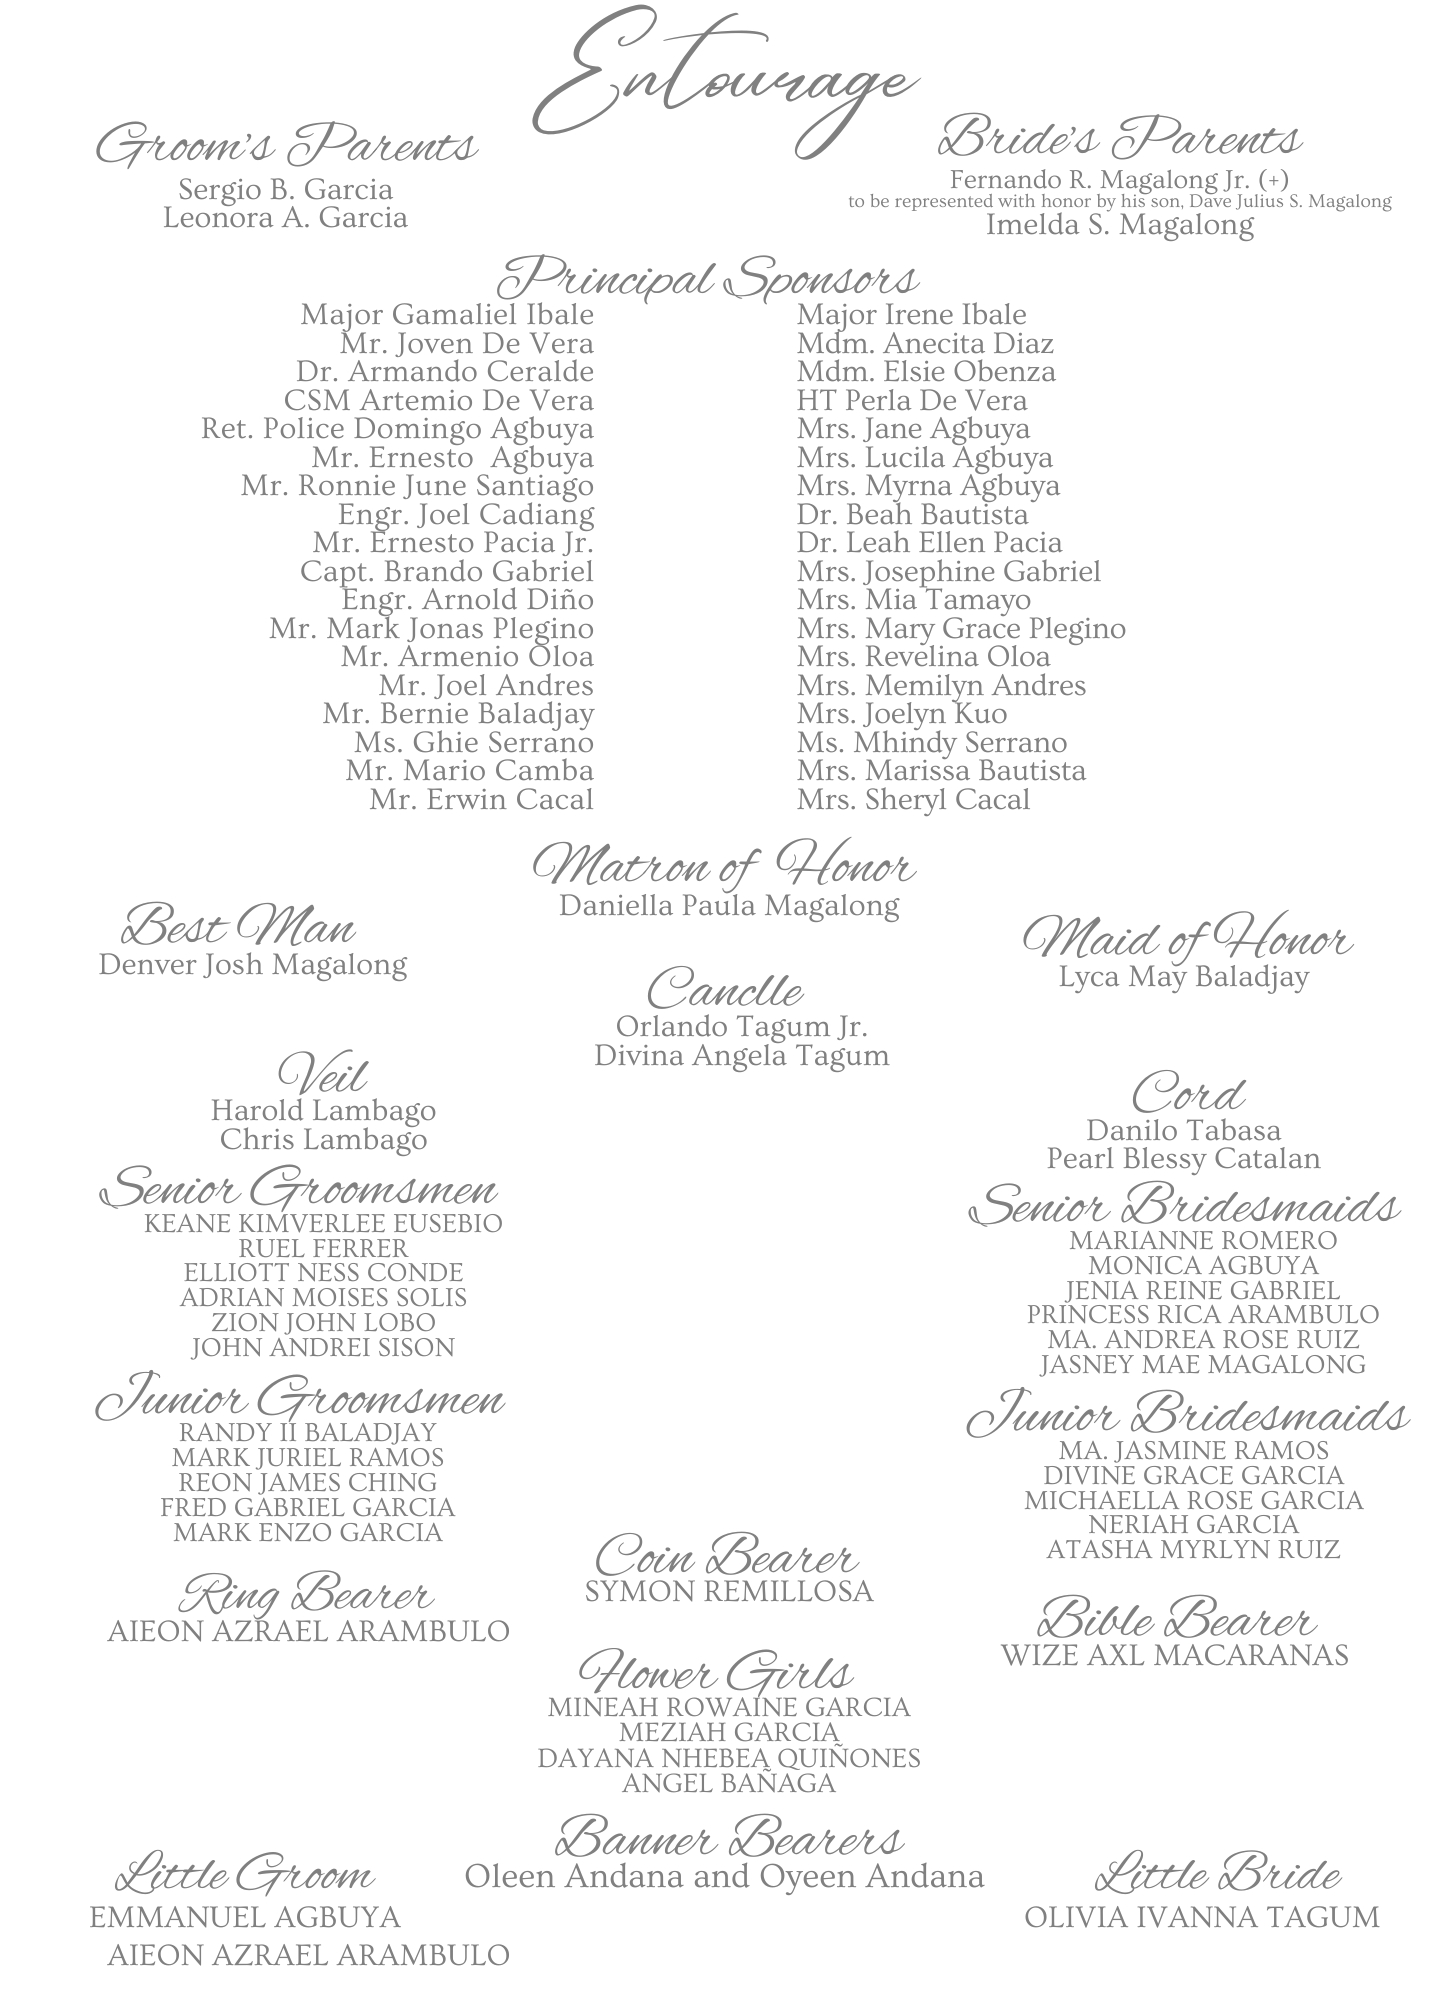 Entourage
Groom's Parents
Sergio B. Garcia
Leonora A. Garcia
Bride's Parents
Fernando R. Magalong Jr. (+)
to be represented with honor by his son, Dave Julius S. Magalong
Imelda S. Magalong
Principal Sponsors
Major Gamaliel Ibale
Mr. Joven De Vera
Dr. Armando Ceralde
CSM Artemio De Vera
Ret. Police Domingo Agbuya
Mr. Ernesto Agbuya
Mr. Ronnie June Santiago
Engr. Joel Cadiang
Mr. Ernesto Pacia Jr.
Capt. Brando Gabriel
Engr. Arnold Diño
Mr. Mark Jonas Plegino
Mr. Armenio Oloa
Mr. Joel Andres
Mr. Bernie Baladjay
Ms. Ghie Serrano
Mr. Mario Camba
Mr. Erwin Cacal
Major Irene Ibale
Mdm. Anecita Diaz
Mdm. Elsie Obenza
HT Perla De Vera
Mrs. Jane Agbuya
Mrs. Lucila Agbuya
Mrs. Myrna Agbuya
Dr. Beah Bautista
Dr. Leah Ellen Pacia
Mrs. Josephine Gabriel
Mrs. Mia Tamayo
Mrs. Mary Grace Plegino
Mrs. Revelina Oloa
Mrs. Memilyn Andres
Mrs. Joelyn Kuo
Ms. Mhindy Serrano
Mrs. Marissa Bautista
Mrs. Sheryl Cacal
Matron of Honor
Daniella Paula Magalong
Best Man
Denver Josh Magalong
Maid of Honor
Lyca May Baladjay
Candle
Orlando Tagum Jr.
Divina Angela Tagum
Veil
Harold Lambago
Chris Lambago
Cord
Danilo Tabasa
Pearl Blessy Catalan
Senior Groomsmen
KEANE KIMVERLEE EUSEBIO
RUEL FERRER
ELLIOTT NESS CONDE
ADRIAN MOISES SOLIS
ZION JOHN LOBO
JOHN ANDREI SISON
Senior Bridesmaids
MARIANNE ROMERO
MONICA AGBUYA
JENIA REINE GABRIEL
PRINCESS RICA ARAMBULO
MA. ANDREA ROSE RUIZ
JASNEY MAE MAGALONG
Junior Groomsmen
RANDY II BALADJAY
MARK JURIEL RAMOS
REON JAMES CHING
FRED GABRIEL GARCIA
MARK ENZO GARCIA
Junior Bridesmaids
MA. JASMINE RAMOS
DIVINE GRACE GARCIA
MICHAELLA ROSE GARCIA
NERIAH GARCIA
ATASHA MYRLYN RUIZ
Coin Bearer
SYMON REMILLOSA
Ring Bearer
AIEON AZRAEL ARAMBULO
Bible Bearer
WIZE AXL MACARANAS
Flower Girls
MINEAH ROWAINE GARCIA
MEZIAH GARCIA
DAYANA NHEBEA QUIÑONES
ANGEL BAÑAGA
Banner Bearers
Oleen Andana and Oyeen Andana
Little Groom
EMMANUEL AGBUYA
AIEON AZRAEL ARAMBULO
Little Bride
OLIVIA IVANNA TAGUM